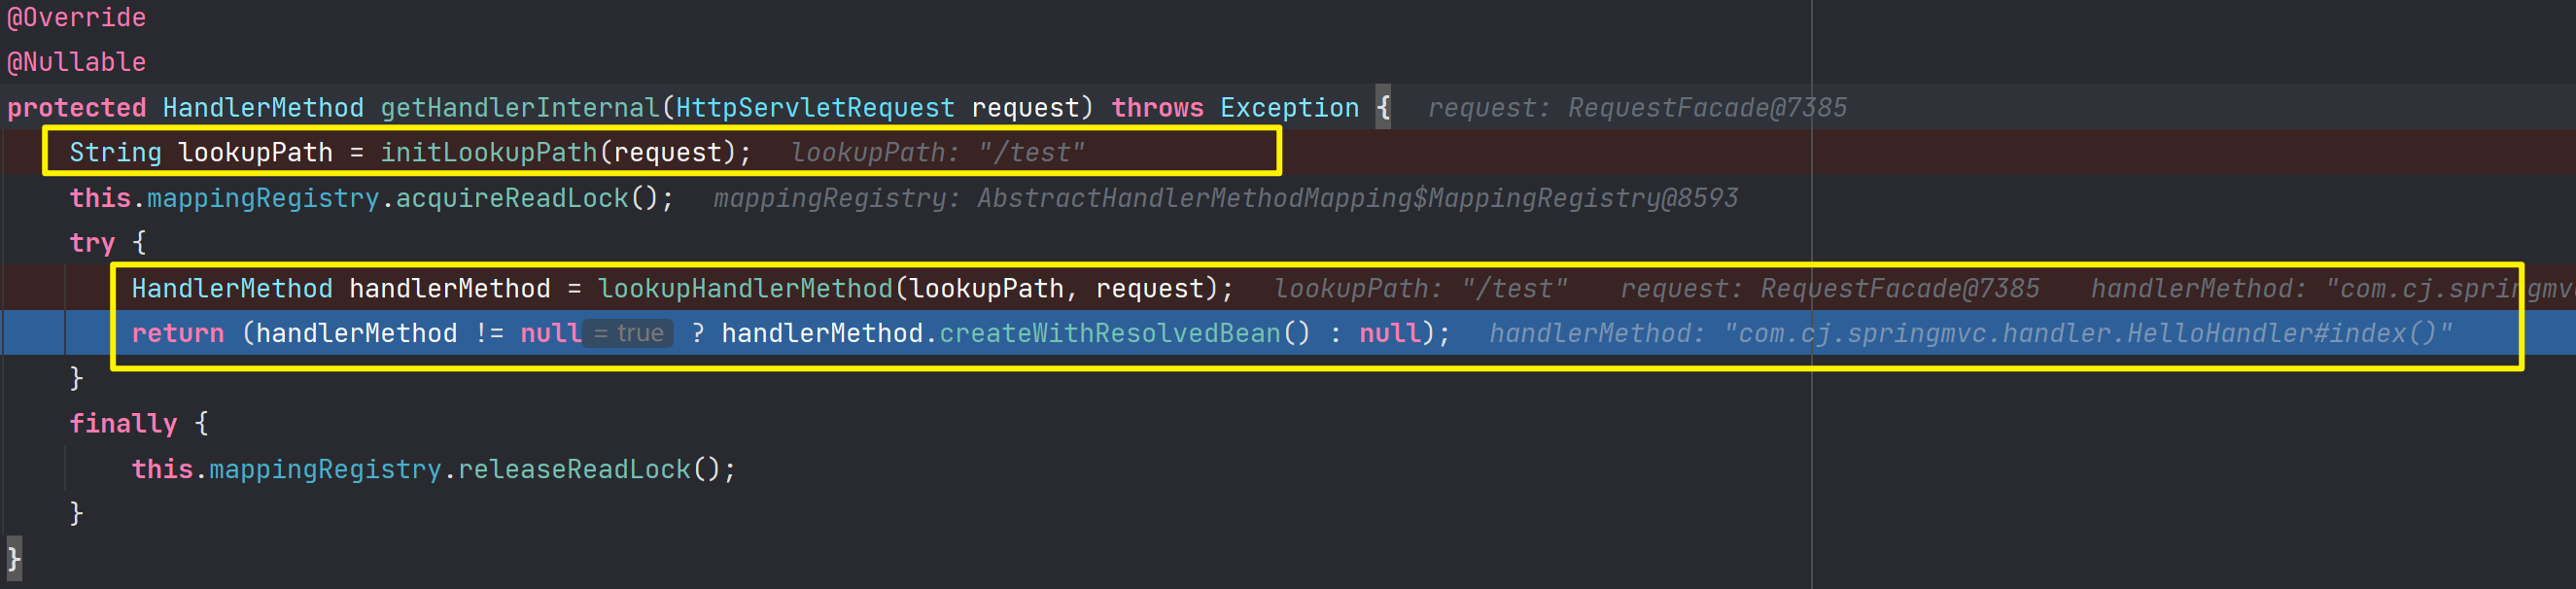 @Override
@Nullable
protected HandlerMethod getHandlerInternal(HttpServletRequest request) throws Exception { request: RequestFacade@7385
String lookupPath = initLookupPath(request); lookupPath: "/test"
this.mappingRegistry.acquireReadLock(); mappingRegistry: AbstractHandlerMethodMapping$MappingRegistry@8593
try {
HandlerMethod handlerMethod = lookupHandlerMethod(lookupPath, request); lookupPath: "/test" request: RequestFacade@7385 handlerMethod: "com.cj.springmv
return (handlerMethod != null = true ? handlerMethod.createWithResolvedBean() : null); handlerMethod: "com.cj.springmvc.handler.HelloHandler#index()"
}
finally {
this.mappingRegistry.releaseReadLock();
}
}